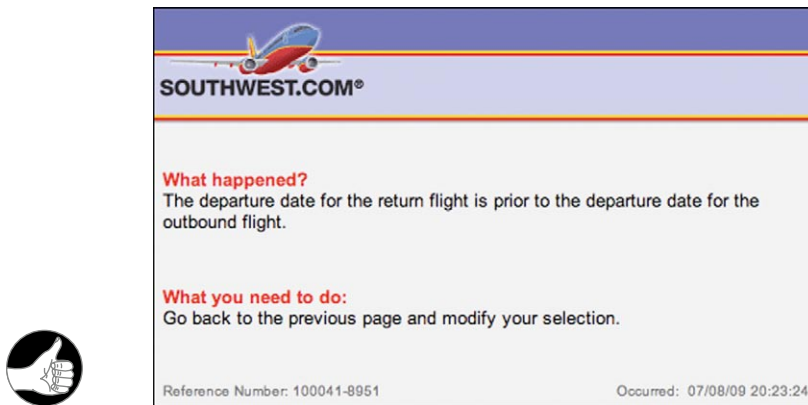 SOUTHWEST.COM®
What happened?
The departure date for the return flight is prior to the departure date for the
outbound flight.
What you need to do:
Go back to the previous page and modify your selection.
Reference Number: 100041-8951
Occurred: 07/08/09 20:23:24